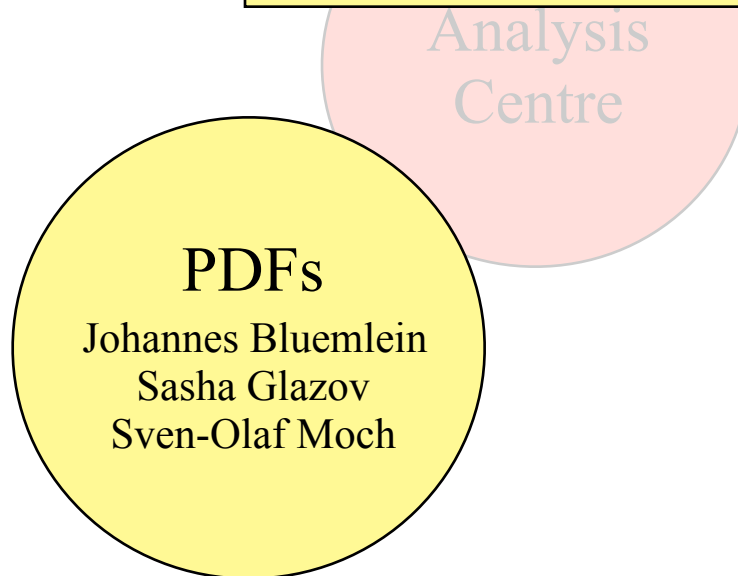 Analysis
Centre
PDFs
Johannes Bluemlein
Sasha Glazov
Sven-Olaf Moch